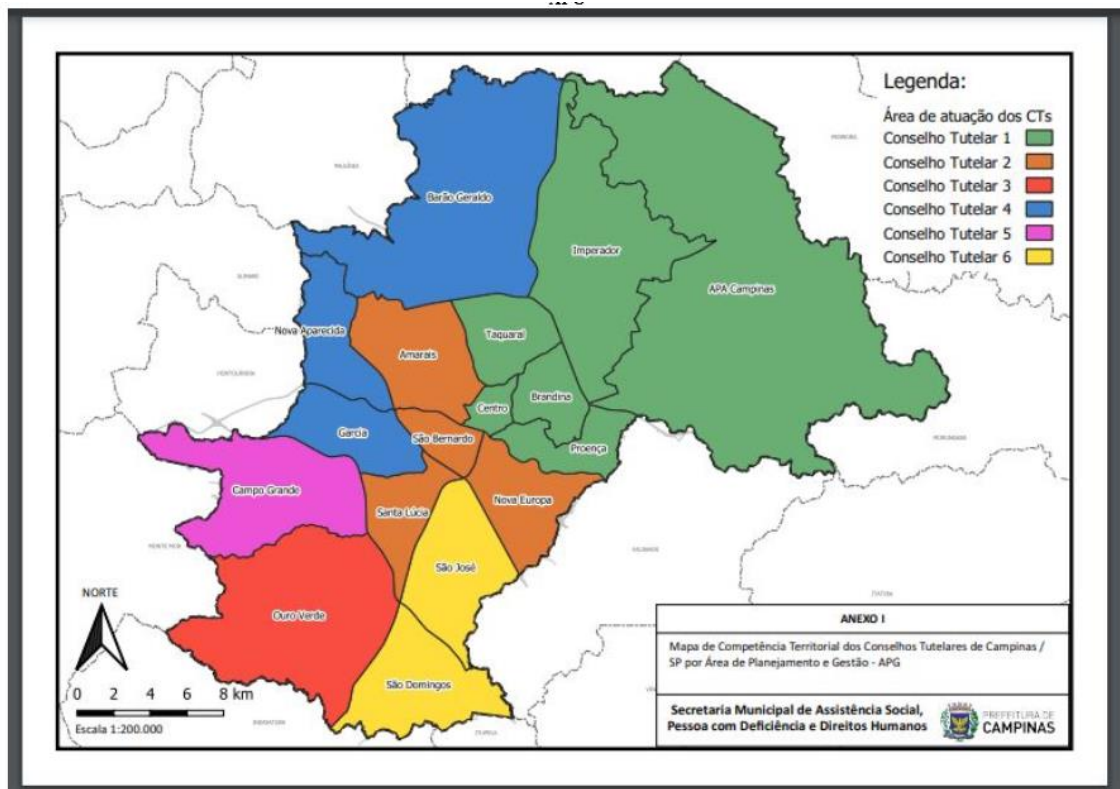 Legenda:
Área de atuação dos CTs
Conselho Tutelar 1
Conselho Tutelar 2
Conselho Tutelar 3
Conselho Tutelar 4
Conselho Tutelar 5
Conselho Tutelar 6
Barão Geraldo
Imperador
APA Campinas
Nova Aparecida
Amarais
Taquaral
Centro
Brandina
Garcia
São Bernardo
Proença
Campo Grande
Santa Lúcia
Nova Europa
São José
Ouro Verde
São Domingos
NORTE
0 2 4 6 8 km
Escala 1:200.000
ANEXO I
Mapa de Competência Territorial dos Conselhos Tutelares de Campinas /
SP por Área de Planejamento e Gestão - APG
Secretaria Municipal de Assistência Social,
Pessoa com Deficiência e Direitos Humanos
PREFEITURA DE
CAMPINAS